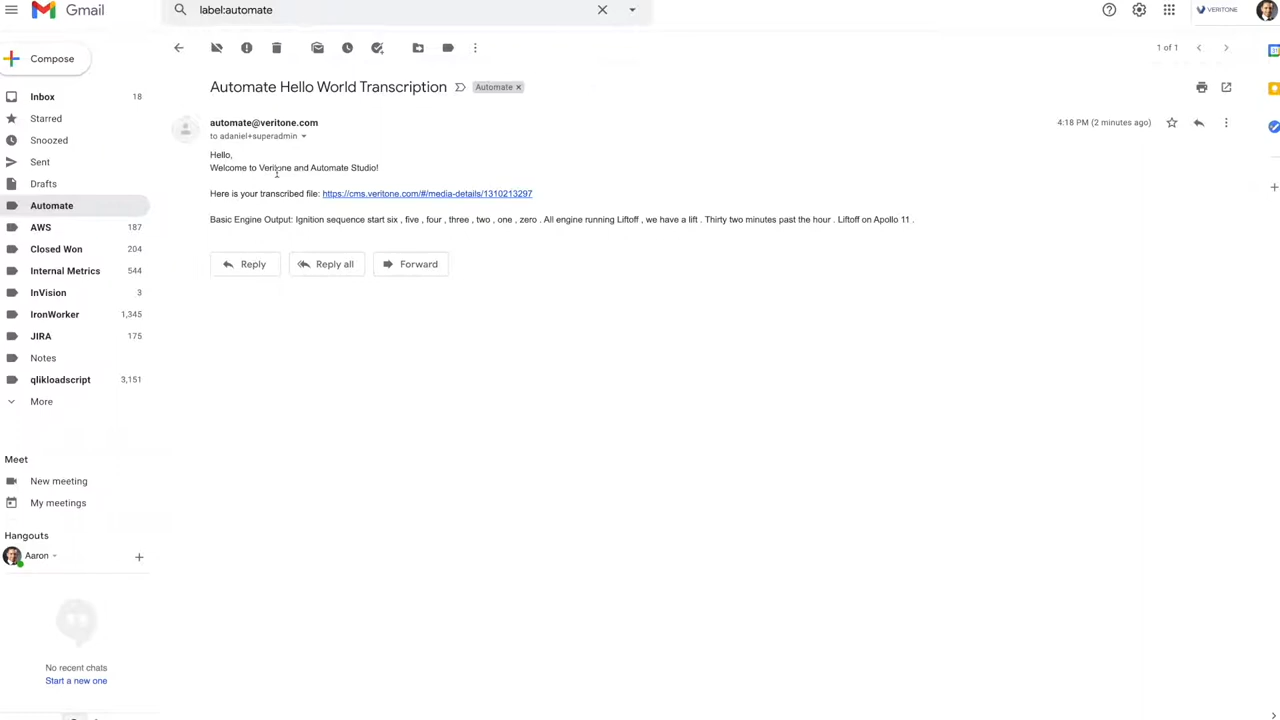 Gmail
label:automate
VERITONE
Compose
1 of 1
Inbox 18
Starred
Snoozed
Sent
Drafts
Automate
AWS 187
Closed Won 204
Internal Metrics 544
InVision 3
IronWorker 1,345
JIRA 175
Notes
qlikloadscript 3,151
More
Meet
New meeting
My meetings
Hangouts
Aaron
No recent chats
Start a new one
Automate Hello World Transcription Automate x
automate@veritone.com 4:18 PM (2 minutes ago)
to adaniel+superadmin
Hello,
Welcome to Veritone and Automate Studio!
Here is your transcribed file: https://cms.veritone.com/#/media-details/1310213297
Basic Engine Output: Ignition sequence start six , five , four , three , two , one , zero . All engine running Liftoff , we have a lift . Thirty two minutes past the hour . Liftoff on Apollo 11 .
Reply Reply all Forward